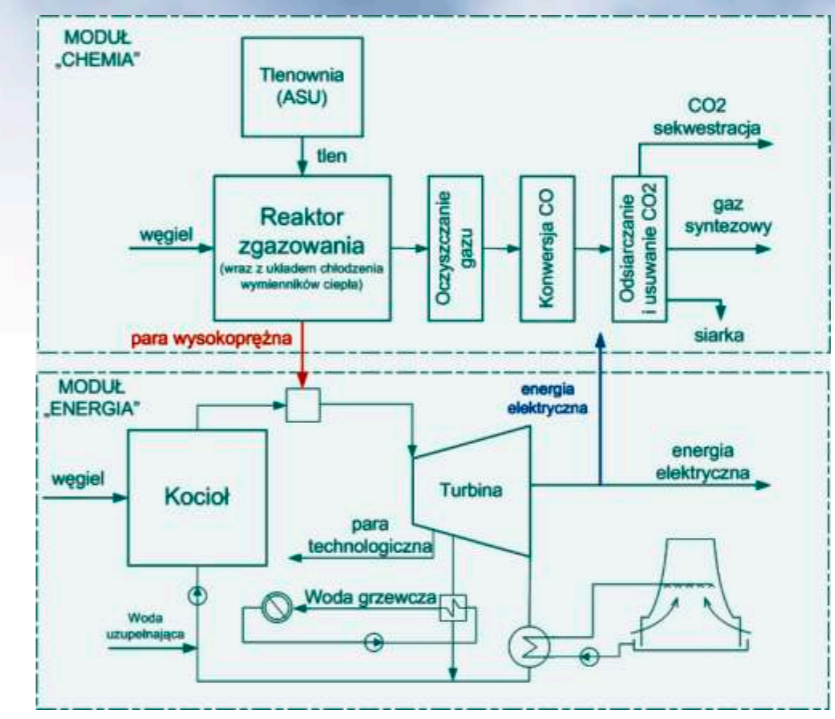 MODUŁ
„CHEMIA”
Tlenownia
(ASU)
tlen
CO2
sekwestracja
węgiel
Reaktor
zgazowania
(wraz z układem chłodzenia
wymienników ciepła)
Oczyszczanie
gazu
Konwersja CO
Odsiarczanie
i usuwanie CO2
gaz
syntezowy
siarka
para wysokoprężna
MODUŁ
„ENERGIA”
energia
elektryczna
węgiel
Kocioł
Turbina
energia
elektryczna
para
technologiczna
Woda grzewcza
Woda
uzupełnająca